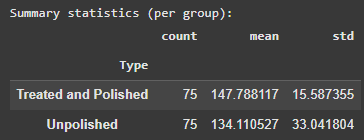 Summary statistics (per group):
count mean std
Type
Treated and Polished 75 147.788117 15.587355
Unpolished 75 134.110527 33.041804